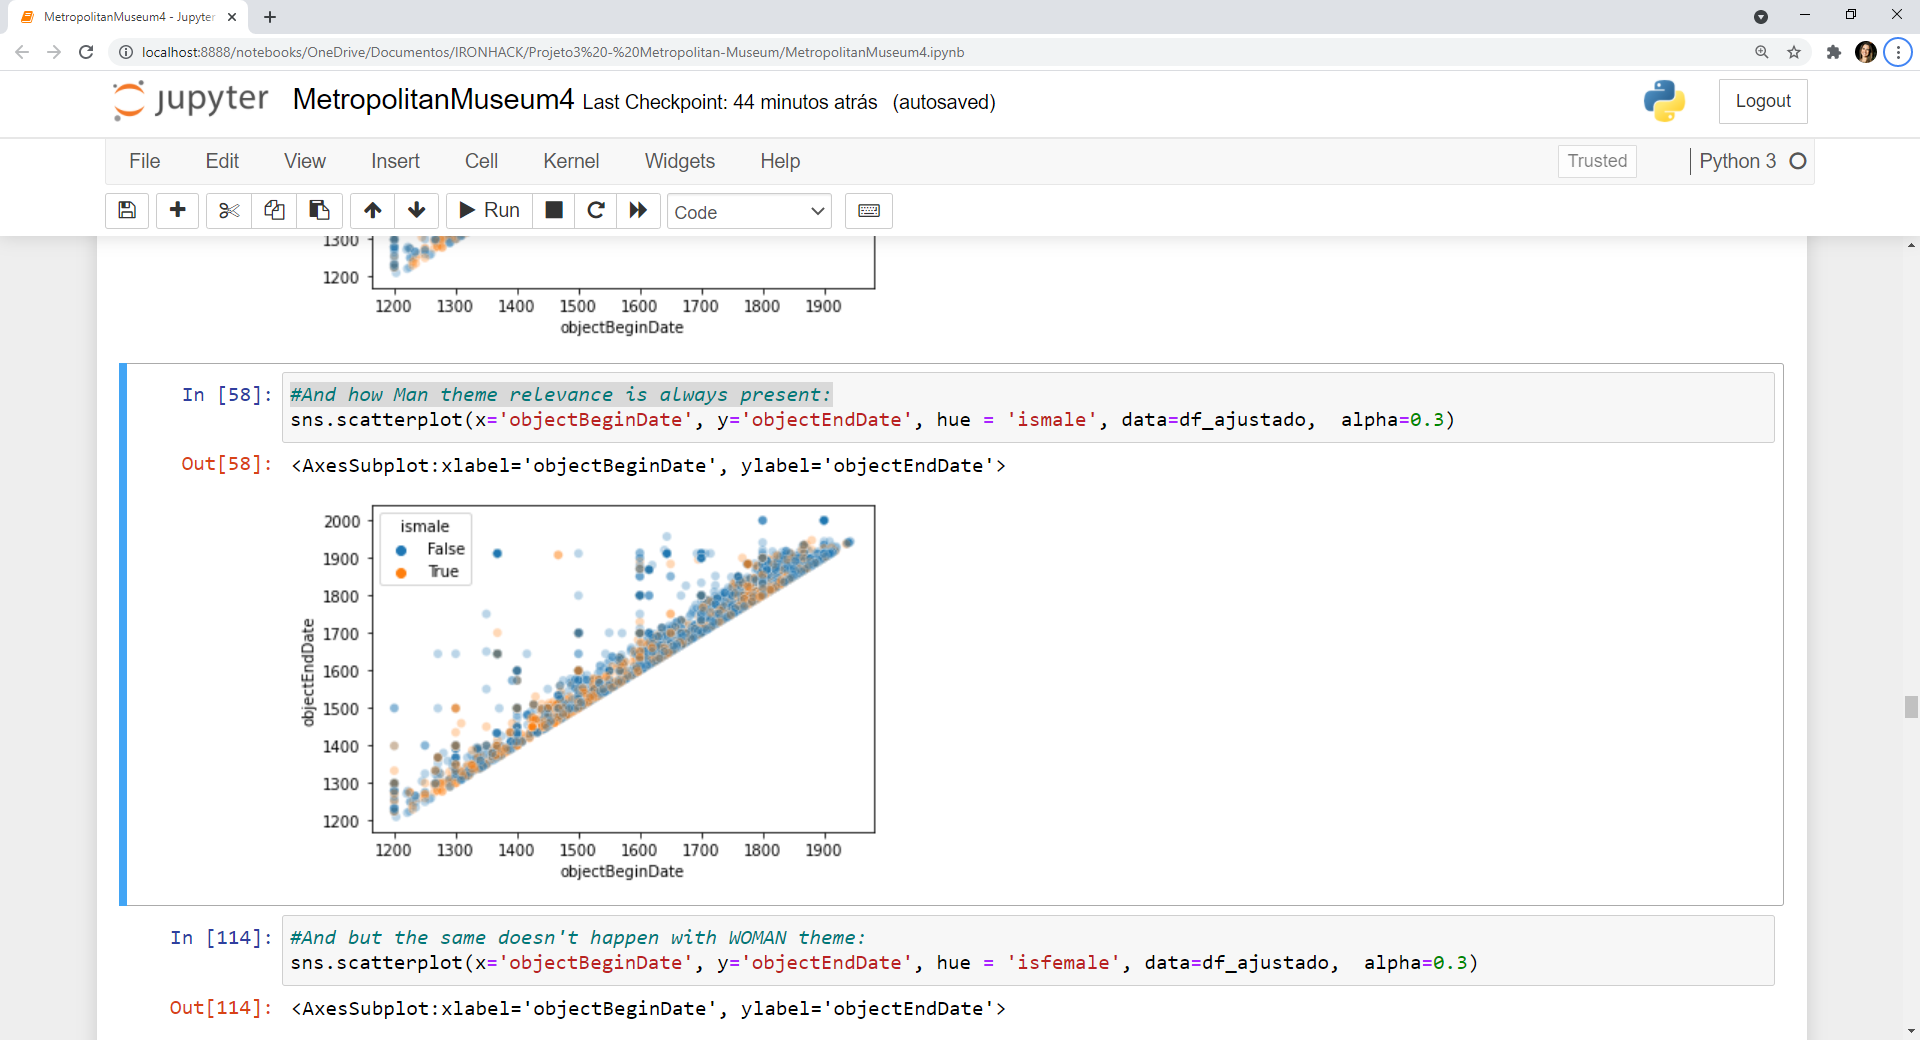 MetropolitanMuseum4 - Jupyter
localhost:8888/notebooks/OneDrive/Documentos/IRONHACK/Projeto3%20-%20Metropolitan-Museum/MetropolitanMuseum4.ipynb
jupyter MetropolitanMuseum4 Last Checkpoint: 44 minutos atrás (autosaved)
Logout
File Edit View Insert Cell Kernel Widgets Help Trusted Python 3
Run Code
1300
1200
1200 1300 1400 1500 1600 1700 1800 1900
objectBeginDate
In [58]: #And how Man theme relevance is always present:
sns.scatterplot(x='objectBeginDate', y='objectEndDate', hue = 'ismale', data=df_ajustado,  alpha=0.3)
Out[58]: <AxesSubplot:xlabel='objectBeginDate', ylabel='objectEndDate'>
ismale
False
True
objectEndDate
2000
1900
1800
1700
1600
1500
1400
1300
1200
1200 1300 1400 1500 1600 1700 1800 1900
objectBeginDate
In [114]: #And but the same doesn't happen with WOMAN theme:
sns.scatterplot(x='objectBeginDate', y='objectEndDate', hue = 'isfemale', data=df_ajustado,  alpha=0.3)
Out[114]: <AxesSubplot:xlabel='objectBeginDate', ylabel='objectEndDate'>